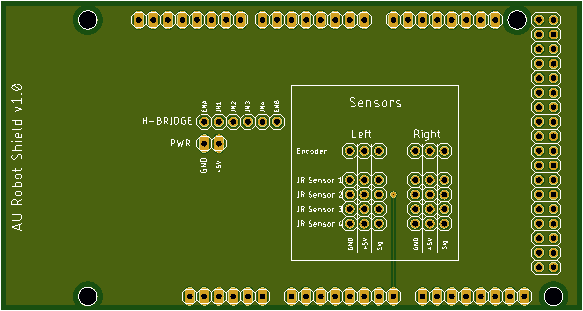 AU Robot Shield v1.0
ENA
IN1
IN2
IN3
IN4
ENB
H-BRIDGE
PWR
GND
+5V
Sensors
Left Right
Encoder
IR Sensor 1
IR Sensor 2
IR Sensor 3
IR Sensor 4
GND +5V Sig GND +5V Sig